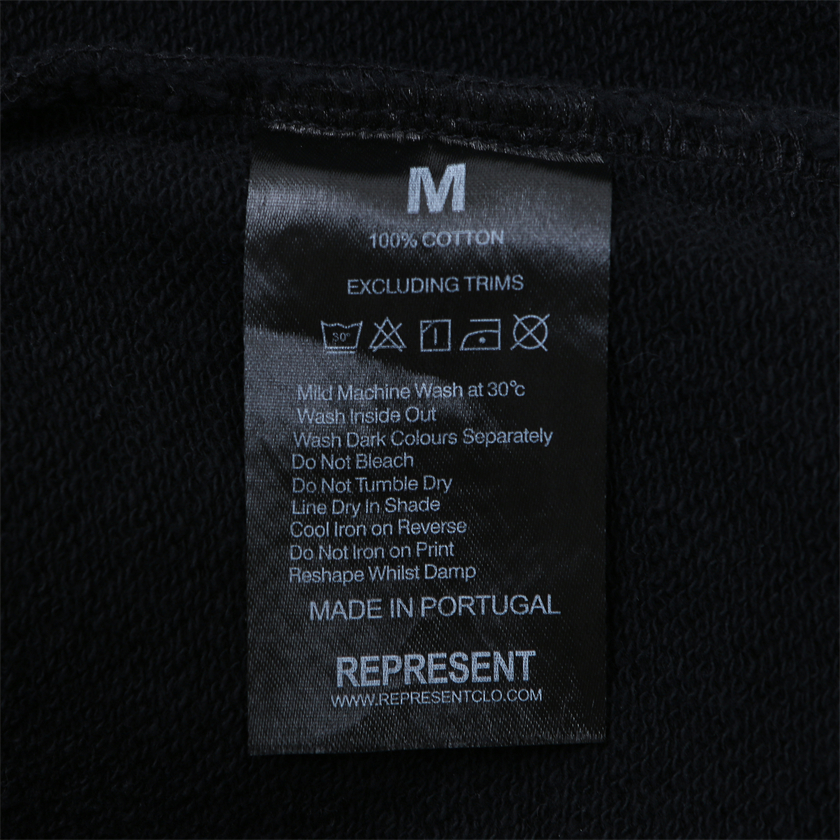 M
100% COTTON
EXCLUDING TRIMS
30°
Mild Machine Wash at 30°c
Wash Inside Out
Wash Dark Colours Separately
Do Not Bleach
Do Not Tumble Dry
Line Dry In Shade
Cool Iron on Reverse
Do Not Iron on Print
Reshape Whilst Damp
MADE IN PORTUGAL
REPRESENT
WWW.REPRESENTCLO.COM